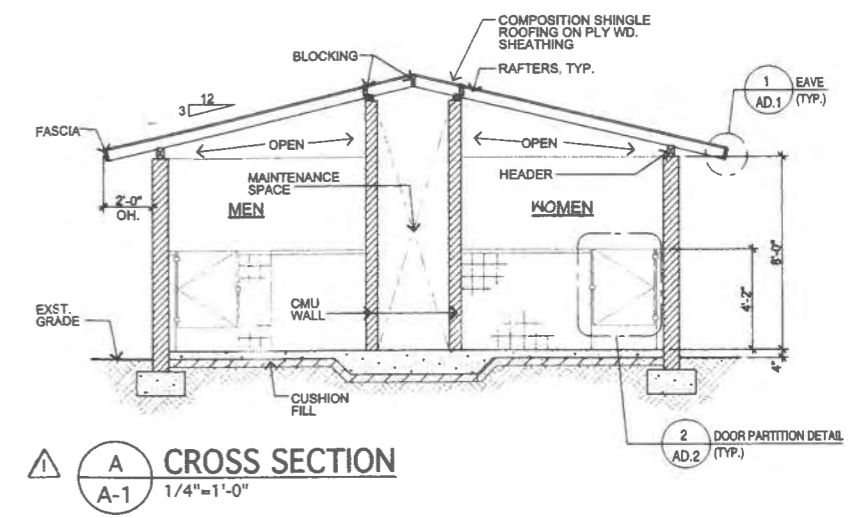 COMPOSITION SHINGLE
ROOFING ON PLY WD.
SHEATHING
BLOCKING
RAFTERS, TYP.
1
AD.1
EAVE
(TYP.)
12
3
FASCIA
OPEN
OPEN
MAINTENANCE
SPACE
HEADER
2'-0"
OH.
MEN
WOMEN
4'-2"
EXST.
GRADE
CMU
WALL
4"
CUSHION
FILL
2
AD.2
DOOR PARTITION DETAIL
(TYP.)
1
A
A-1
CROSS SECTION
1/4"=1'-0"